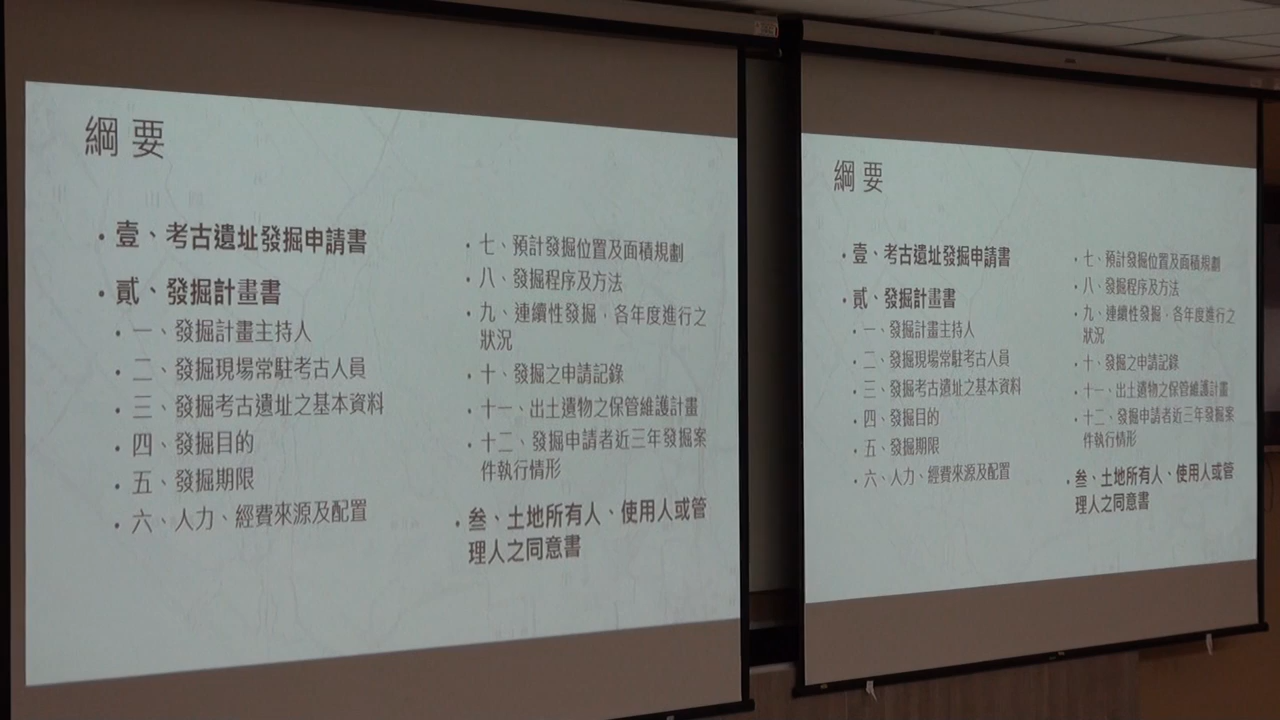 綱要
• 壹、考古遺址發掘申請書
• 貳、發掘計畫書
• 一、發掘計畫主持人
• 二、發掘現場常駐考古人員
• 三、發掘考古遺址之基本資料
• 四、發掘目的
• 五、發掘期限
• 六、人力、經費來源及配置
• 七、預計發掘位置及面積規劃
• 八、發掘程序及方法
• 九、連續性發掘，各年度進行之
狀況
• 十、發掘之申請記錄
• 十一、出土遺物之保管維護計畫
• 十二、發掘申請者近三年發掘案
件執行情形
• 叁、土地所有人、使用人或管
理人之同意書
綱要
• 壹、考古遺址發掘申請書
• 貳、發掘計畫書
• 一、發掘計畫主持人
• 二、發掘現場常駐考古人員
• 三、發掘考古遺址之基本資料
• 四、發掘目的
• 五、發掘期限
• 六、人力、經費來源及配置
• 七、預計發掘位置及面積規劃
• 八、發掘程序及方法
• 九、連續性發掘，各年度進行之
狀況
• 十、發掘之申請記錄
• 十一、出土遺物之保管維護計畫
• 十二、發掘申請者近三年發掘案
件執行情形
• 叁、土地所有人、使用人或管
理人之同意書